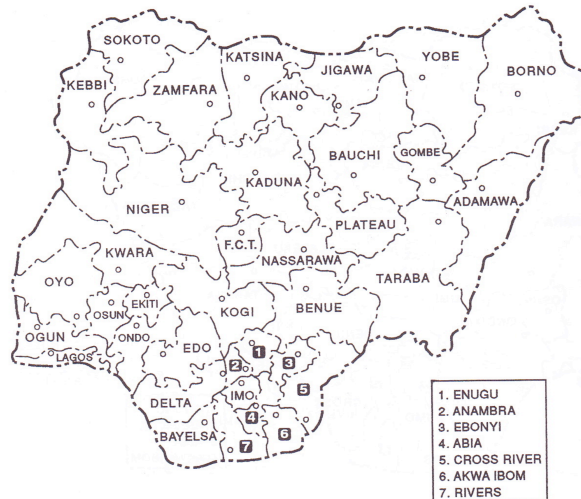 SOKOTO
KATSINA
YOBE
JIGAWA
BORNO
KEBBI
ZAMFARA
KANO
BAUCHI
GOMBE
KADUNA
ADAMAWA
NIGER
PLATEAU
F.C.T.
KWARA
NASSARAWA
TARABA
OYO
EKITI
KOGI
BENUE
OSUN
OGUN
ONDO
EDO
LAGOS
1
2
3
IMO
5
DELTA
4
BAYELSA
6
7
1. ENUGU
2. ANAMBRA
3. EBONYI
4. ABIA
5. CROSS RIVER
6. AKWA IBOM
7. RIVERS